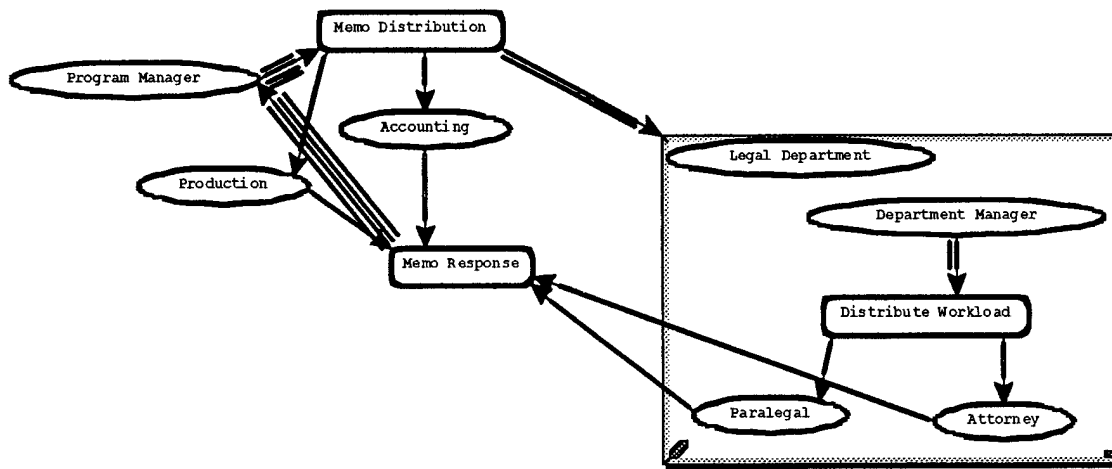 Memo Distribution
Program Manager
Accounting
Legal Department
Production
Department Manager
Memo Response
Distribute Workload
Paralegal
Attorney